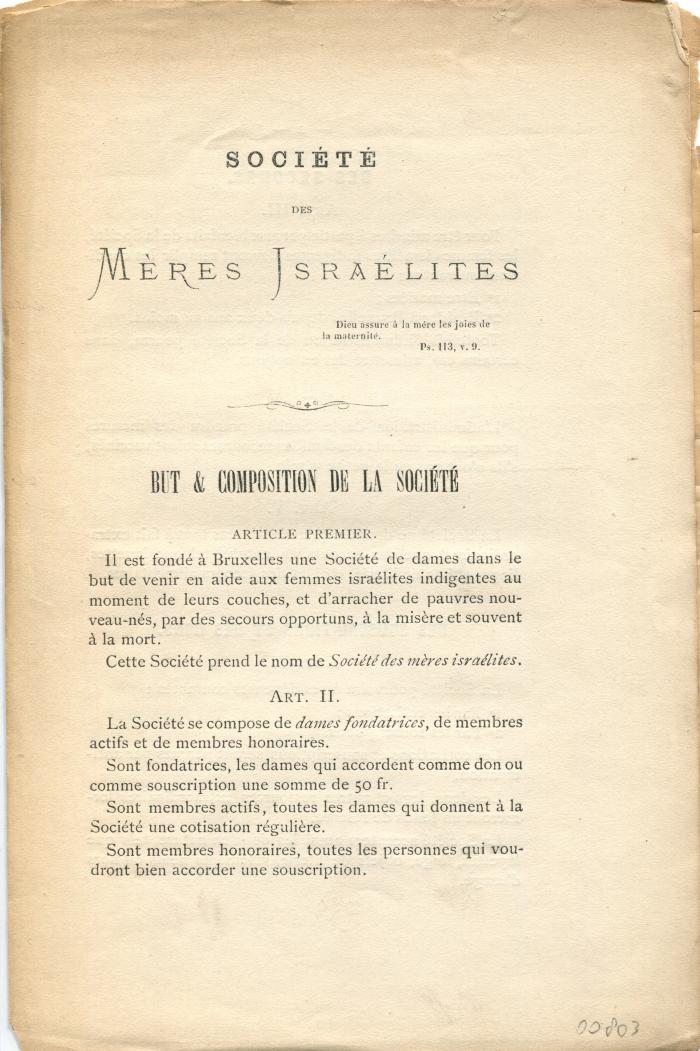 SOCIÉTÉ
DES
MÈRES ISRAÉLITES
Dieu assure à la mére les joies de
la maternité.
Ps. 113, v. 9.
BUT & COMPOSITION DE LA SOCIÉTÉ
ARTICLE PREMIER.
Il est fondé à Bruxelles une Société de dames dans le
but de venir en aide aux femmes israélites indigentes au
moment de leurs couches, et d'arracher de pauvres nou-
veau-nés, par des secours opportuns, à la misère et souvent
à la mort.
Cette Société prend le nom de Société des mères israélites.
ART. II.
La Société se compose de dames fondatrices, de membres
actifs et de membres honoraires.
Sont fondatrices, les dames qui accordent comme don ou
comme souscription une somme de 50 fr.
Sont membres actifs, toutes les dames qui donnent à la
Société une cotisation régulière.
Sont membres honoraires, toutes les personnes qui vou-
dront bien accorder une souscription.
00803